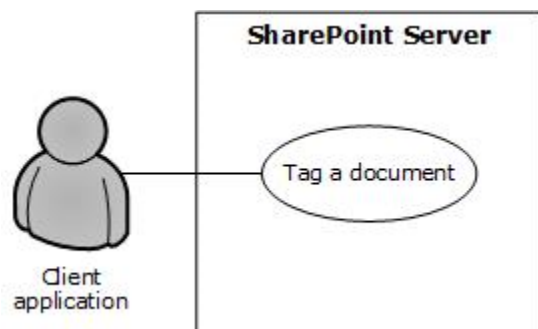 SharePoint Server
Tag a document
Client
application